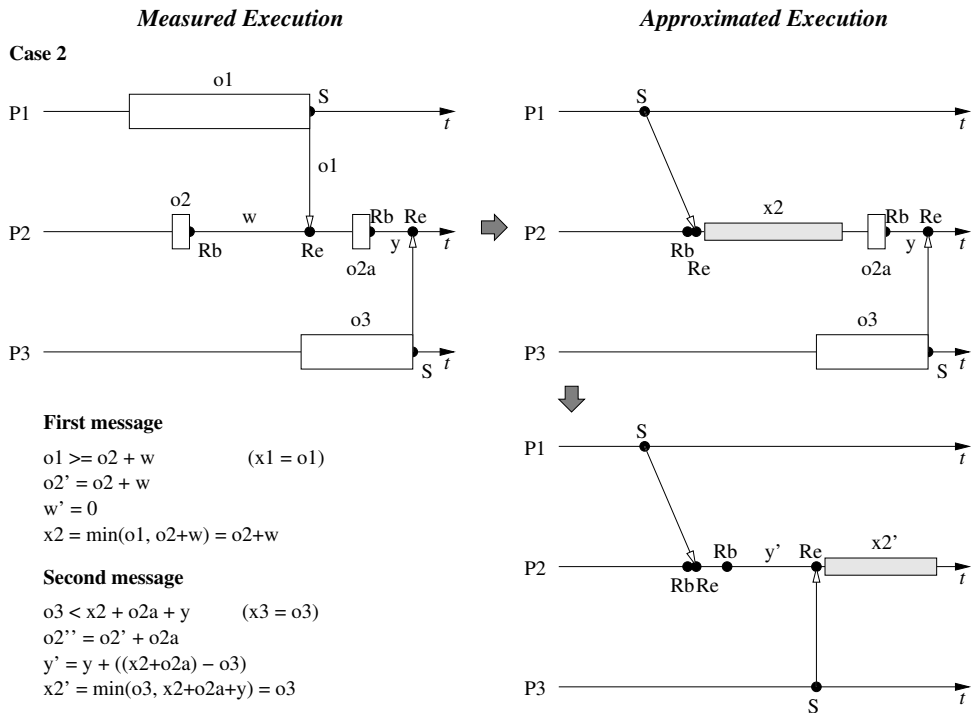 Measured Execution
Approximated Execution
Case 2
o1
S
P1
t
o1
o2
w
Rb
Re
P2
Rb
Re
o2a
y
t
o3
P3
S
t
S
P1
t
x2
Rb
Re
P2
Rb
Re
o2a
y
t
o3
P3
S
t
First message
o1 >= o2 + w (x1 = o1)
o2' = o2 + w
w' = 0
x2 = min(o1, o2+w) = o2+w
Second message
o3 < x2 + o2a + y (x3 = o3)
o2'' = o2' + o2a
y' = y + ((x2+o2a) – o3)
x2' = min(o3, x2+o2a+y) = o3
S
P1
t
Rb
y'
Re
x2'
P2
Rb
Re
t
P3
S
t